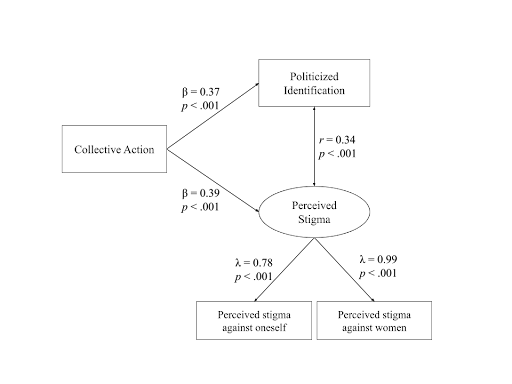 Politicized
Identification
β = 0.37
p < .001
Collective Action
r = 0.34
p < .001
β = 0.39
p < .001
Perceived
Stigma
λ = 0.78
p < .001
λ = 0.99
p < .001
Perceived stigma
against oneself
Perceived stigma
against women